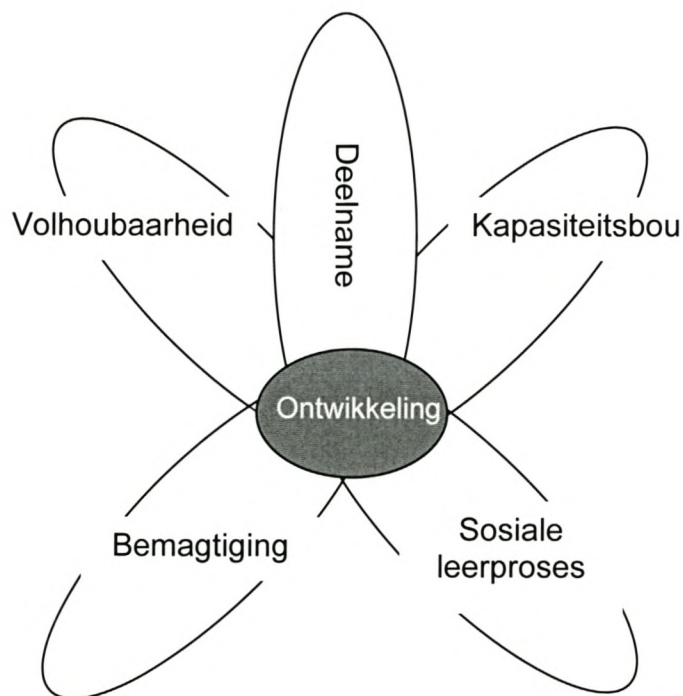 Deelname
Volhoubaarheid
Kapasiteitsbou
Ontwikkeling
Bemagtiging
Sosiale
leerproses